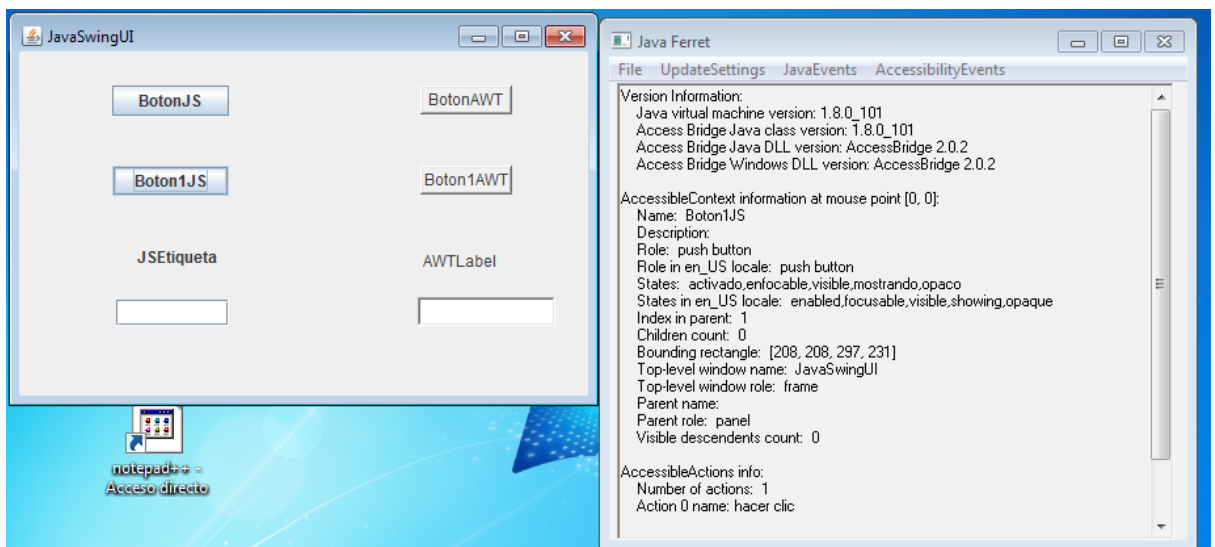 JavaSwingUI
BotonJS
BotonAWT
Boton1JS
Boton1AWT
JSEtiqueta
AWTLabel
notepad++ -
Acceso directo
Java Ferret
File UpdateSettings JavaEvents AccessibilityEvents
Version Information:
Java virtual machine version: 1.8.0_101
Access Bridge Java class version: 1.8.0_101
Access Bridge Java DLL version: AccessBridge 2.0.2
Access Bridge Windows DLL version: AccessBridge 2.0.2
AccessibleContext information at mouse point [0, 0]:
Name: Boton1JS
Description:
Role: push button
Role in en_US locale: push button
States: activado,enfocable,visible,mostrando,opaco
States in en_US locale: enabled,focusable,visible,showing,opaque
Index in parent: 1
Children count: 0
Bounding rectangle: [208, 208, 297, 231]
Top-level window name: JavaSwingUI
Top-level window role: frame
Parent name:
Parent role: panel
Visible descendents count: 0
AccessibleActions info:
Number of actions: 1
Action 0 name: hacer clic